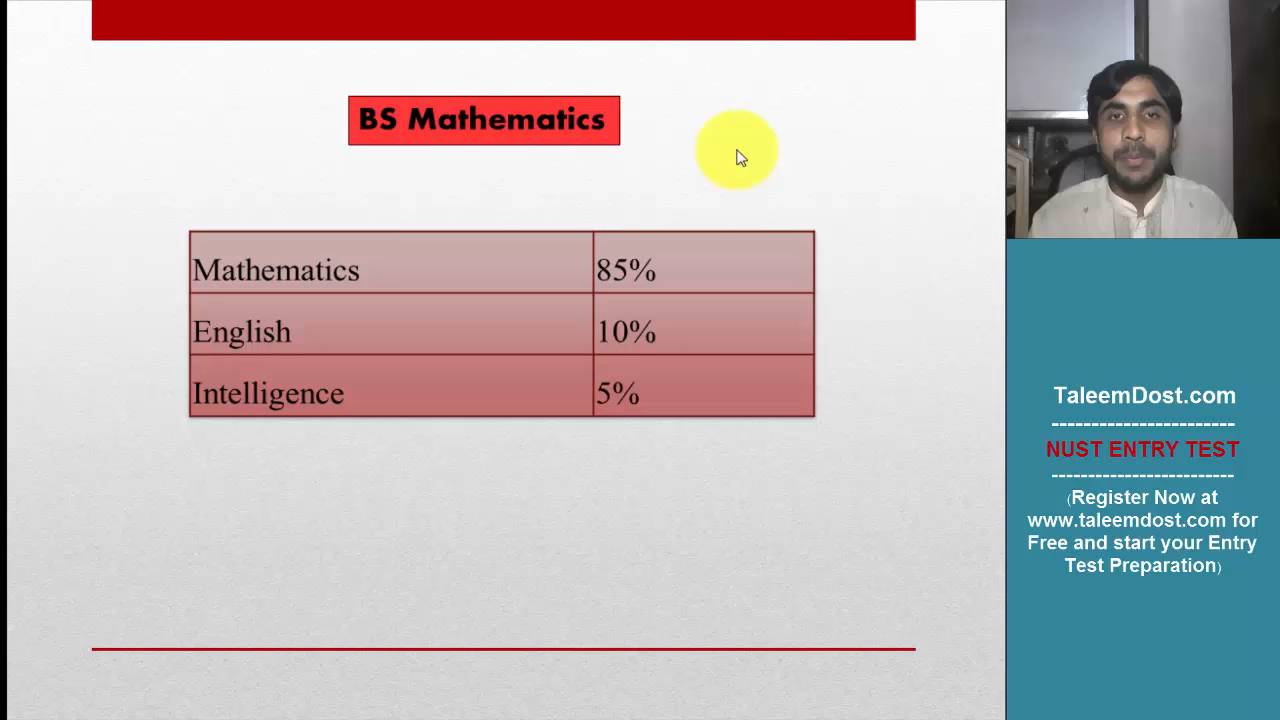 BS Mathematics
Mathematics 85%
English 10%
Intelligence 5%
TaleemDost.com
-----------------------
NUST ENTRY TEST
-------------------------
(Register Now at
www.taleemdost.com for
Free and start your Entry
Test Preparation)